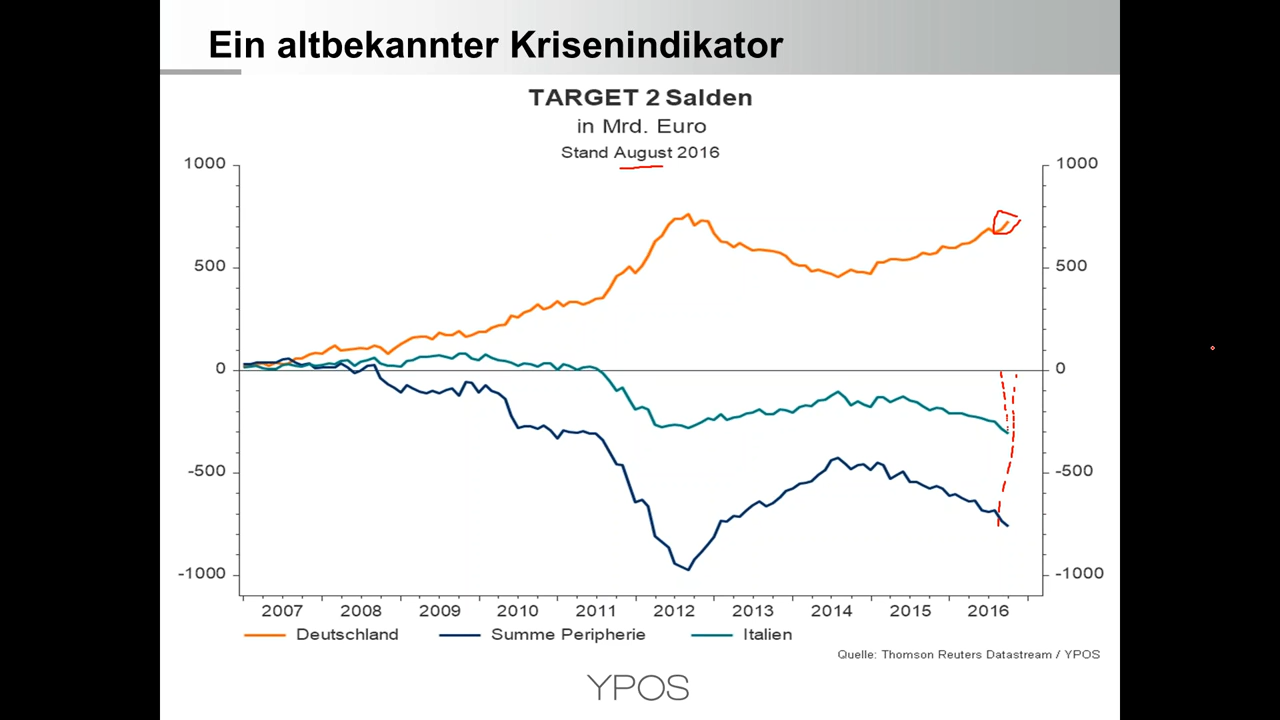 Ein altbekannter Krisenindikator
TARGET 2 Salden
in Mrd. Euro
Stand August 2016
1000 1000
500 500
0 0
-500 -500
-1000 -1000
2007 2008 2009 2010 2011 2012 2013 2014 2015 2016
Deutschland Summe Peripherie Italien
Quelle: Thomson Reuters Datastream / YPOS
YPOS